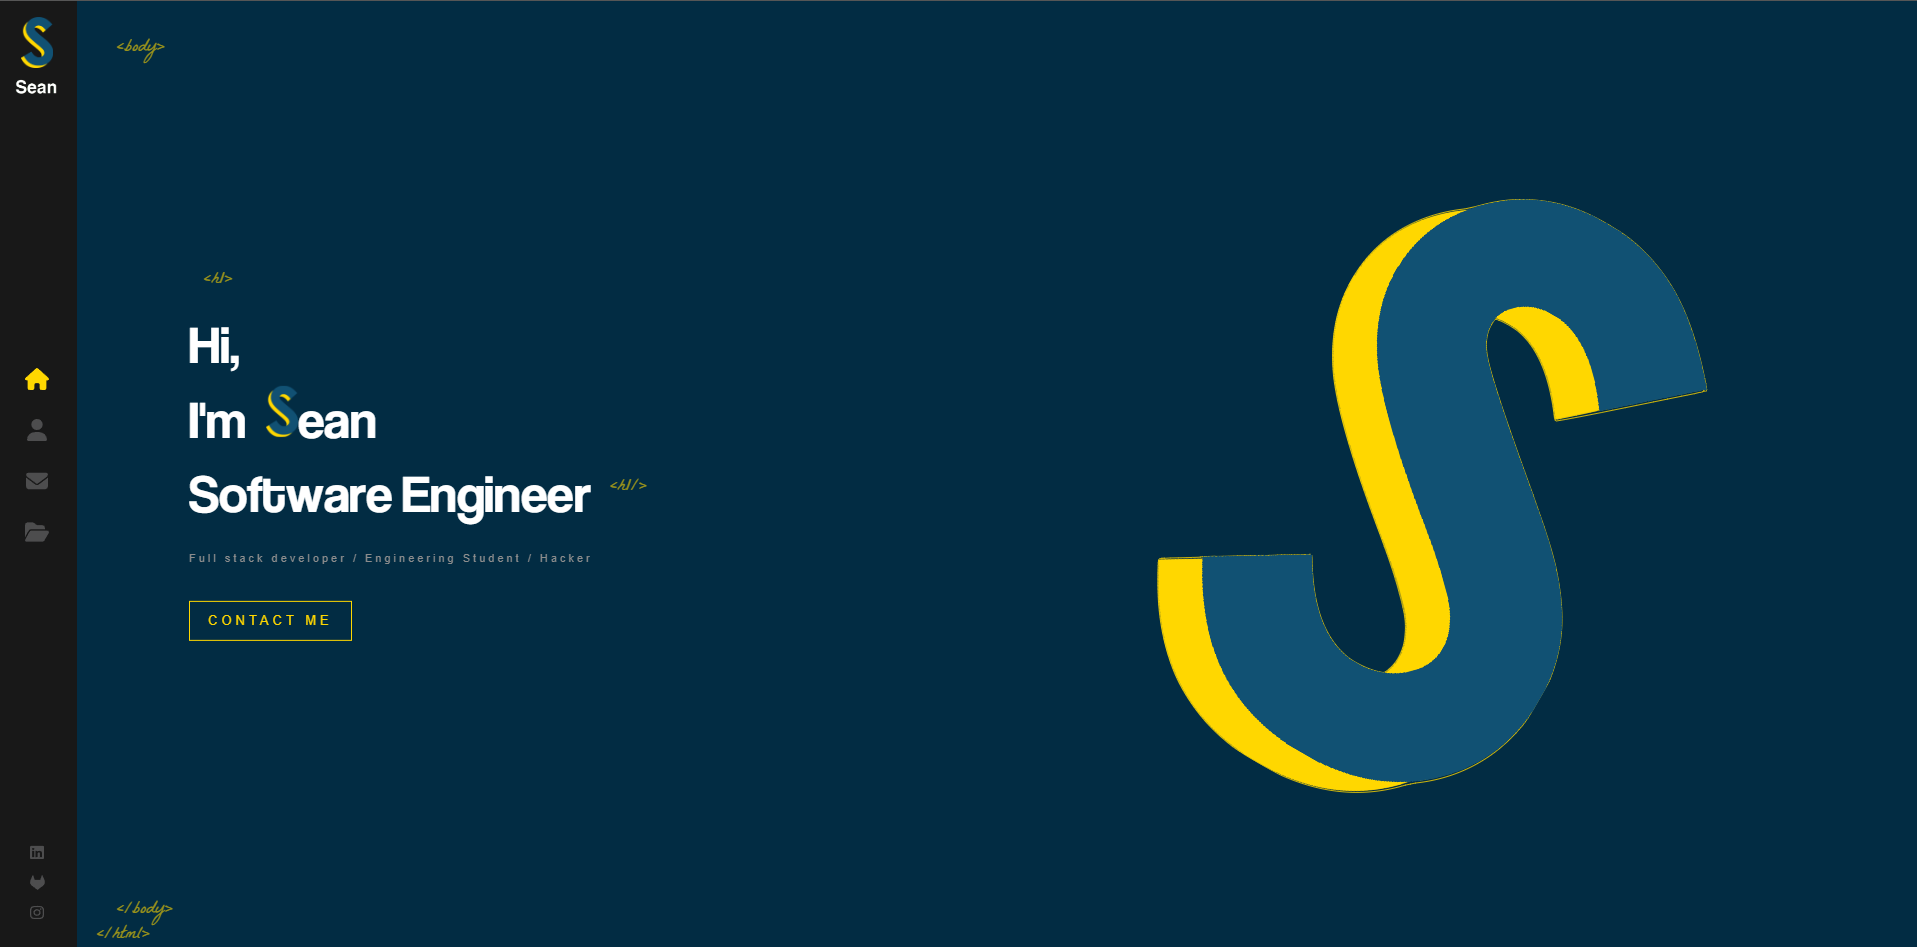 Sean
<body>
<h1>
Hi,
I'm Sean
Software Engineer <h1/>
Full stack developer / Engineering Student / Hacker
CONTACT ME
</body>
</html>
S